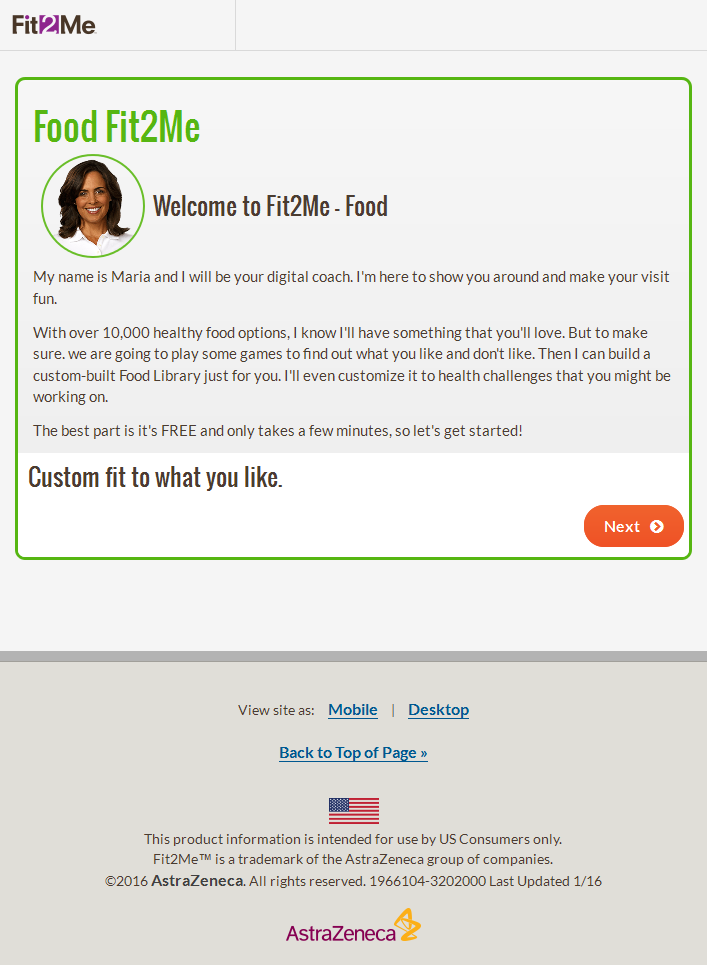 Fit2Me
Food Fit2Me
Welcome to Fit2Me - Food
My name is Maria and I will be your digital coach. I'm here to show you around and make your visit
fun.
With over 10,000 healthy food options, I know I'll have something that you'll love. But to make
sure. we are going to play some games to find out what you like and don't like. Then I can build a
custom-built Food Library just for you. I'll even customize it to health challenges that you might be
working on.
The best part is it's FREE and only takes a few minutes, so let's get started!
Custom fit to what you like.
Next
View site as: Mobile | Desktop
Back to Top of Page »
This product information is intended for use by US Consumers only.
Fit2Me™ is a trademark of the AstraZeneca group of companies.
©2016 AstraZeneca. All rights reserved. 1966104-3202000 Last Updated 1/16
AstraZeneca